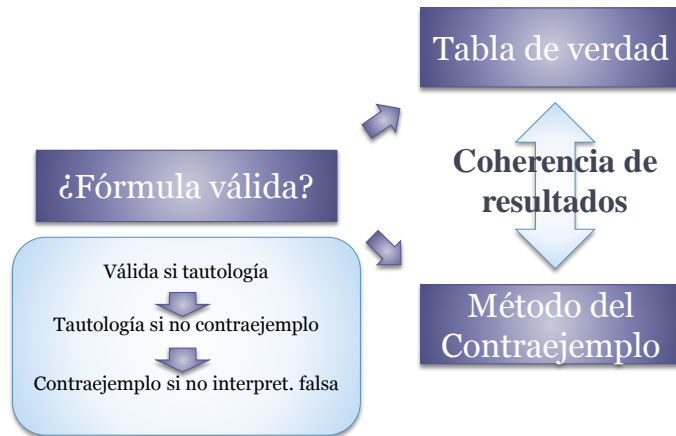 Tabla de verdad
¿Fórmula válida?
Coherencia de
resultados
Válida si tautología
Tautología si no contraejemplo
Contraejemplo si no interpret. falsa
Método del
Contraejemplo